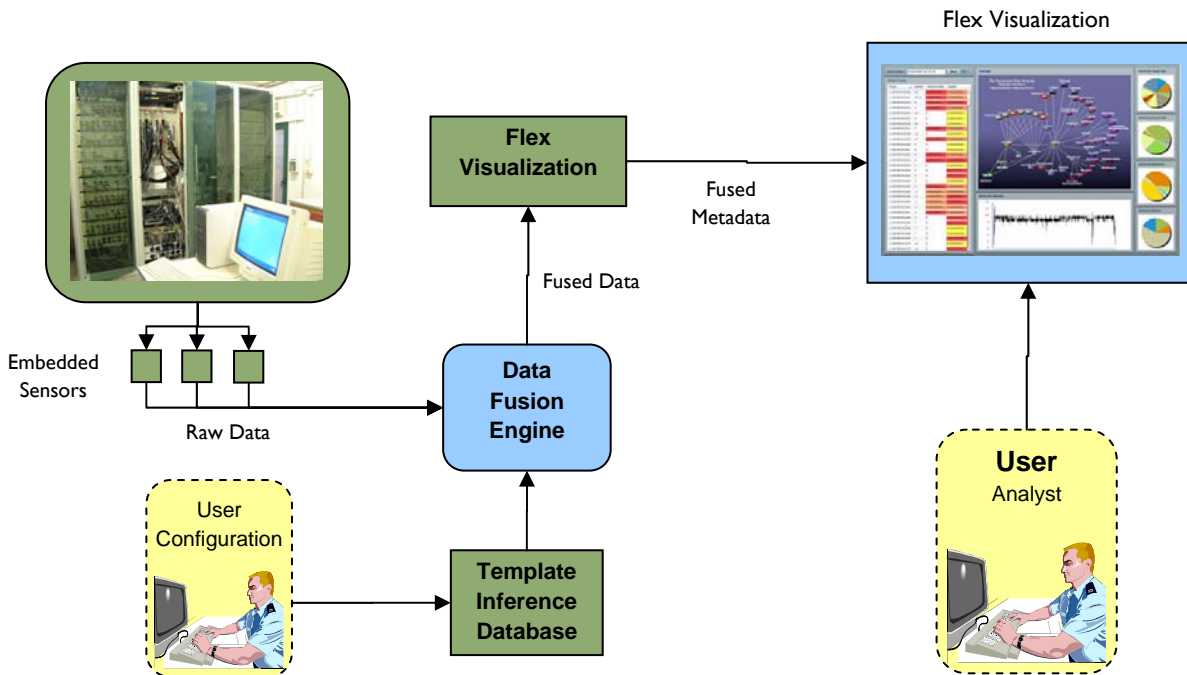 Flex Visualization
Flex
Visualization
Fused
Metadata
Fused Data
Embedded
Sensors
Data
Fusion
Engine
Raw Data
User
Configuration
User
Analyst
Template
Inference
Database